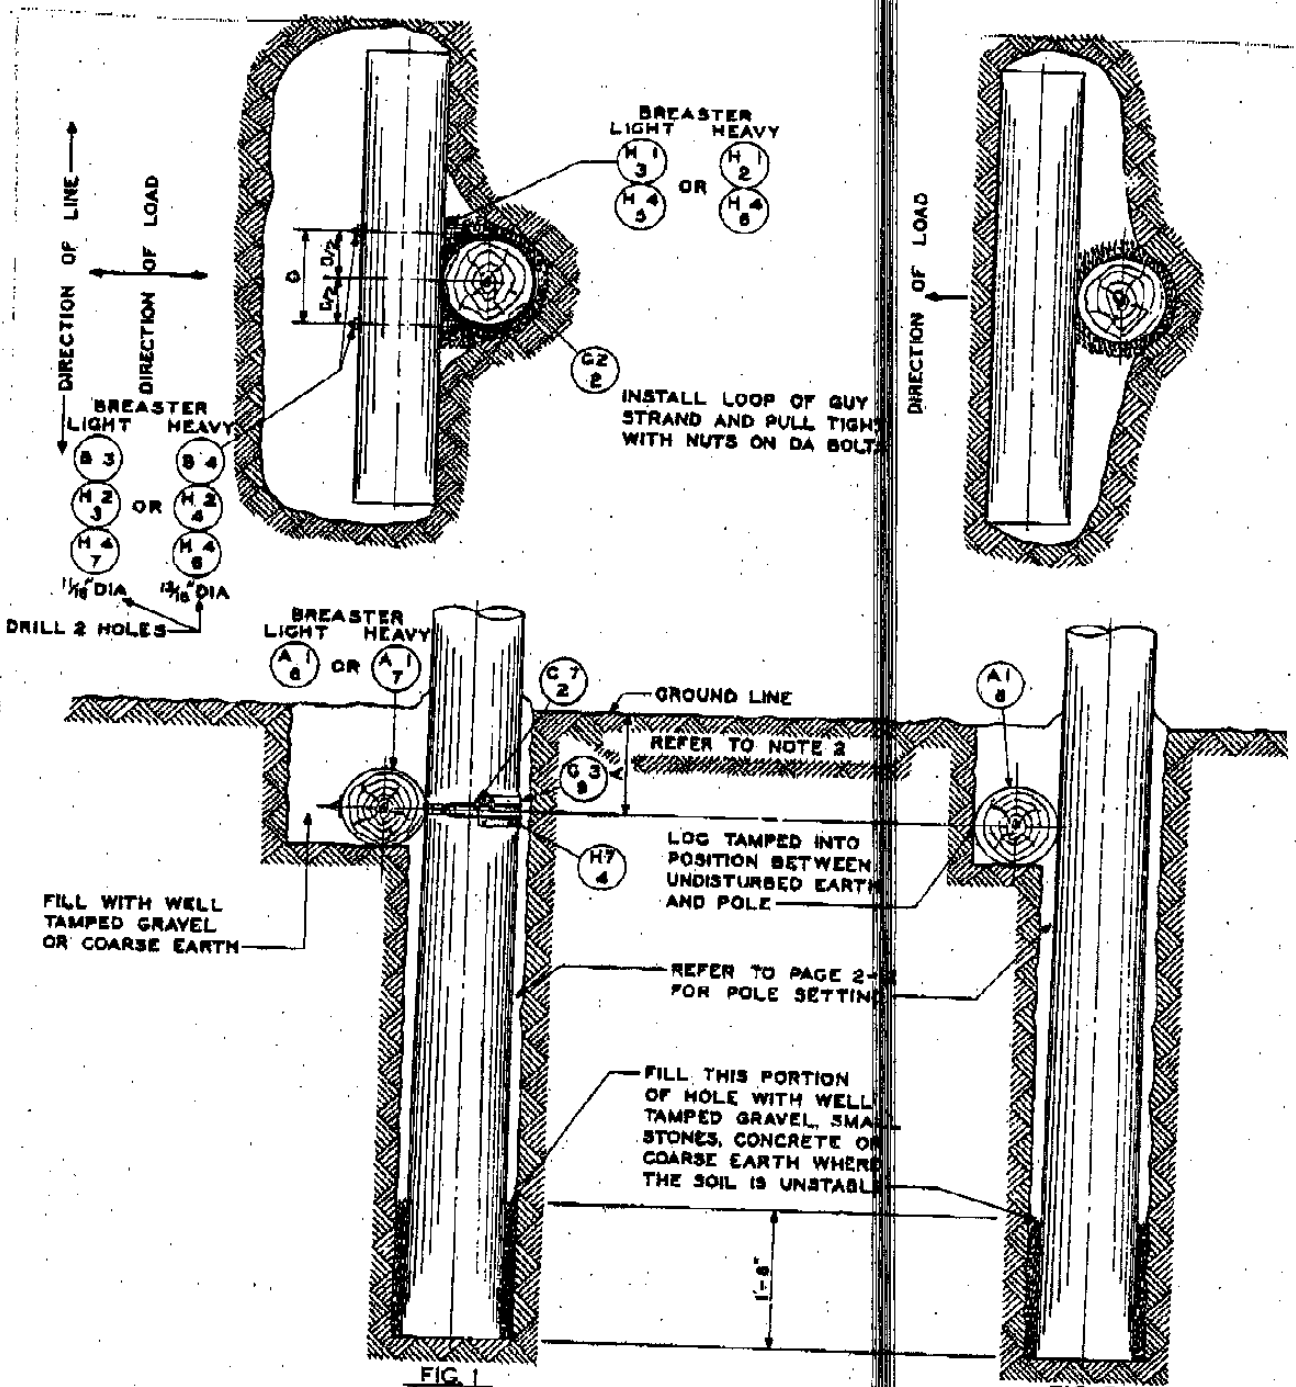 BREASTER
LIGHT HEAVY
H 1
3
H 4
5
OR
H 1
2
H 4
6
DIRECTION OF LINE
DIRECTION OF LOAD
D
D/2
D/2
G2
2
INSTALL LOOP OF GUY
STRAND AND PULL TIGHT
WITH NUTS ON DA BOLTS
DIRECTION OF LOAD
BREASTER
LIGHT HEAVY
B 3
H 2
3
H 4
7
OR
B 4
H 2
4
H 4
6
11/16" DIA 13/16" DIA
DRILL 2 HOLES
BREASTER
LIGHT HEAVY
A 1
6
OR
A 1
7
G 7
2
GROUND LINE
REFER TO NOTE 2
G 3
H7
4
A1
8
LOG TAMPED INTO
POSITION BETWEEN
UNDISTURBED EARTH
AND POLE
FILL WITH WELL
TAMPED GRAVEL
OR COARSE EARTH
REFER TO PAGE 2-
FOR POLE SETTING
FILL THIS PORTION
OF HOLE WITH WELL
TAMPED GRAVEL, SMALL
STONES, CONCRETE OR
COARSE EARTH WHERE
THE SOIL IS UNSTABLE
1'-6"
FIG. 1